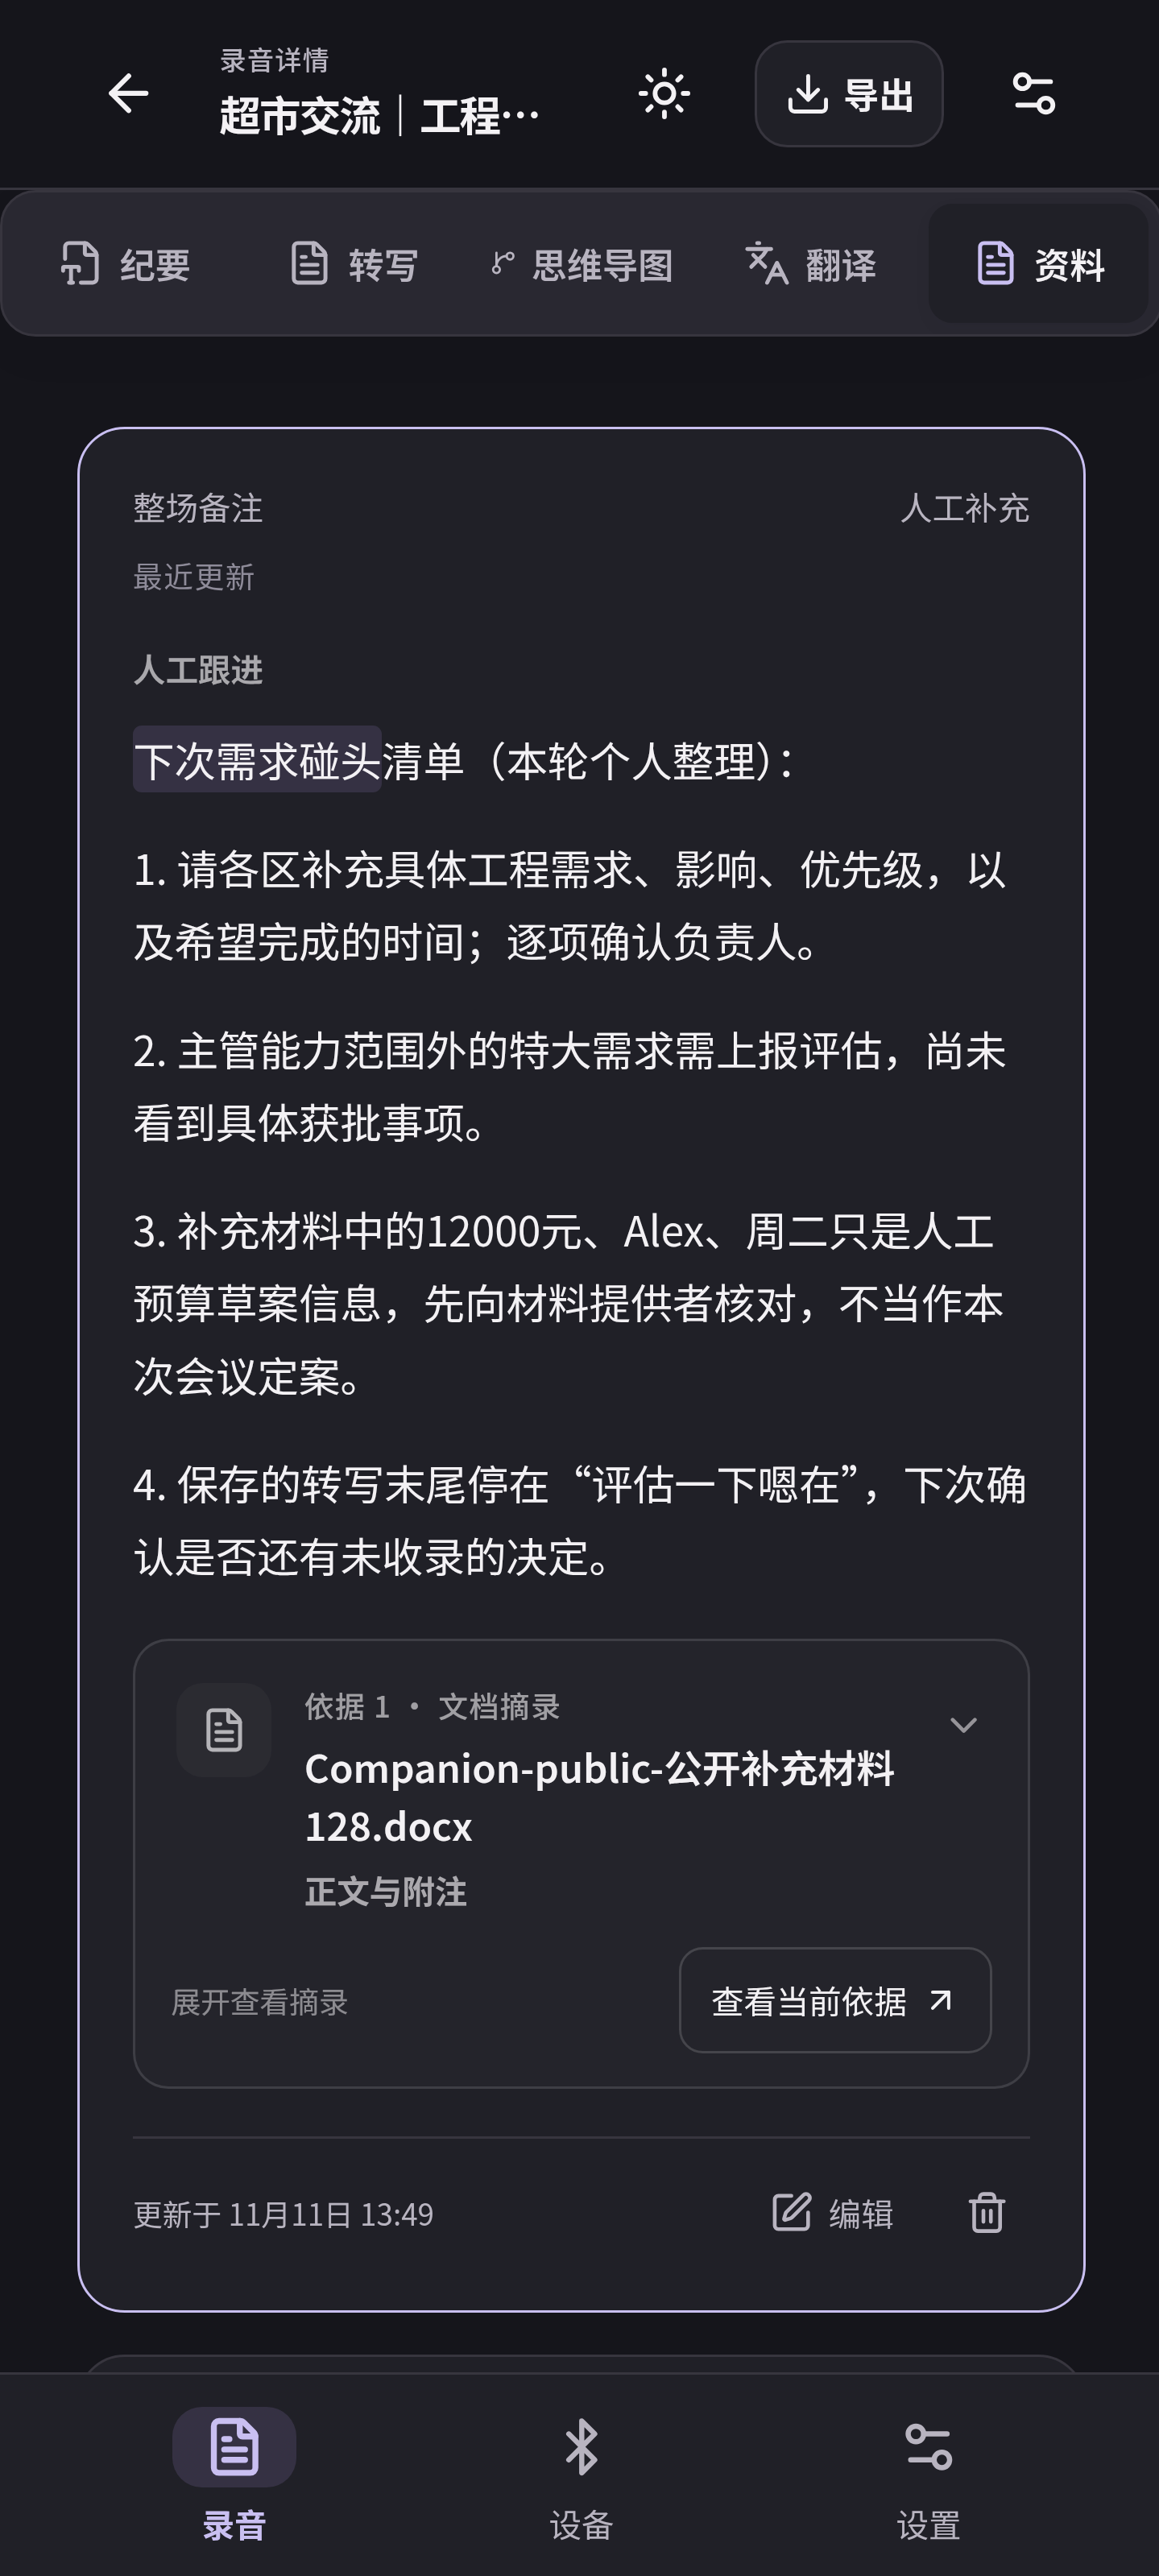 录音详情
超市交流｜工程…
导出
纪要
转写
思维导图
翻译
资料
整场备注
人工补充
最近更新
人工跟进
下次需求碰头清单（本轮个人整理）：
1. 请各区补充具体工程需求、影响、优先级，以
及希望完成的时间；逐项确认负责人。
2. 主管能力范围外的特大需求需上报评估，尚未
看到具体获批事项。
3. 补充材料中的12000元、Alex、周二只是人工
预算草案信息，先向材料提供者核对，不当作本
次会议定案。
4. 保存的转写末尾停在“评估一下嗯在”，下次确
认是否还有未收录的决定。
依据 1 · 文档摘录
Companion-public-公开补充材料
128.docx
正文与附注
展开查看摘录
查看当前依据
更新于 11月11日 13:49
编辑
录音
设备
设置